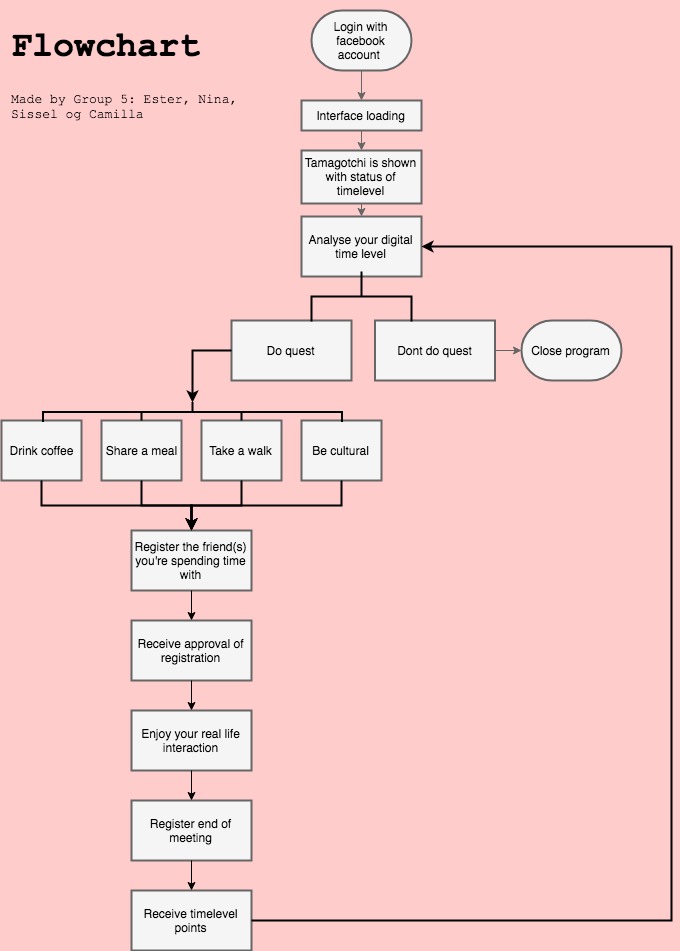 Flowchart
Made by Group 5: Ester, Nina,
Sissel og Camilla
Login with
facebook
account
Interface loading
Tamagotchi is shown
with status of
timelevel
Analyse your digital
time level
Do quest
Dont do quest
Close program
Drink coffee
Share a meal
Take a walk
Be cultural
Register the friend(s)
you're spending time
with
Receive approval of
registration
Enjoy your real life
interaction
Register end of
meeting
Receive timelevel
points